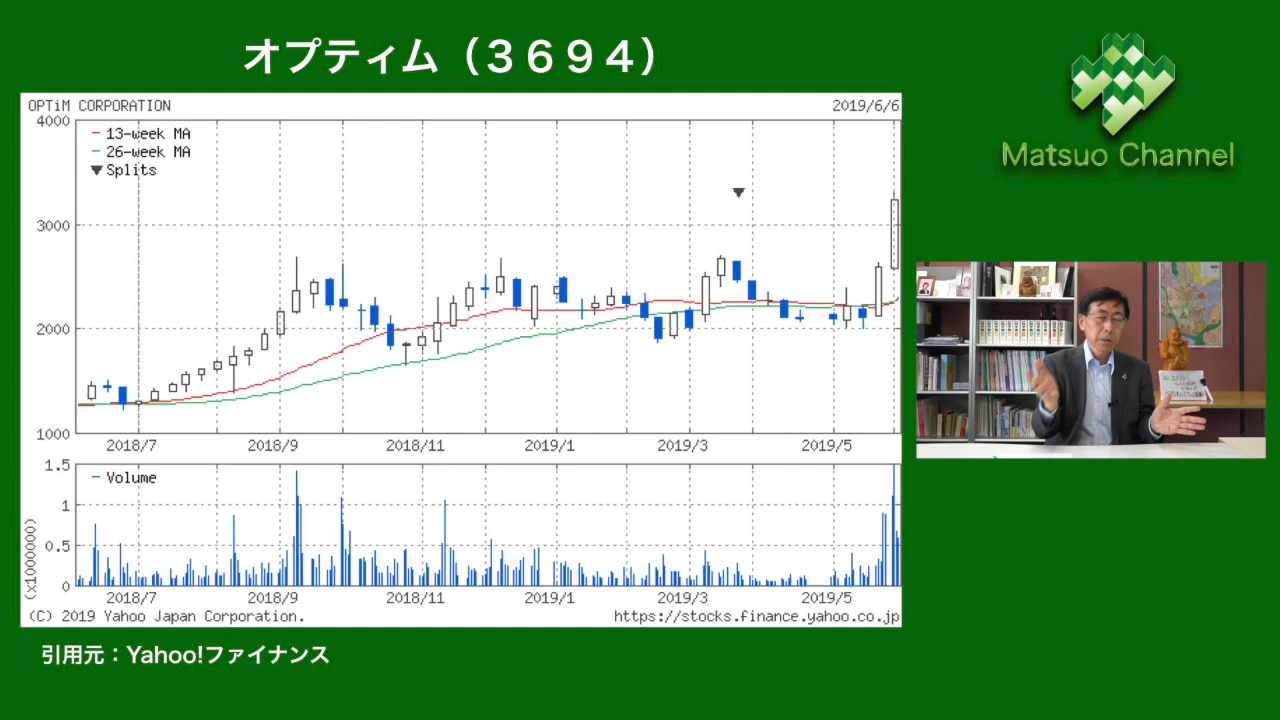 オプティム（３６９４）
Matsuo Channel
OPTiM CORPORATION 2019/6/6
13-week MA
26-week MA
▼Splits
4000
3000
2000
1000
2018/7 2018/9 2018/11 2019/1 2019/3 2019/5
Volume
1.5
1
0.5
0
(x1000000)
2018/7 2018/9 2018/11 2019/1 2019/3 2019/5
(C) 2019 Yahoo Japan Corporation. https://stocks.finance.yahoo.co.jp
引用元：Yahoo!ファイナンス